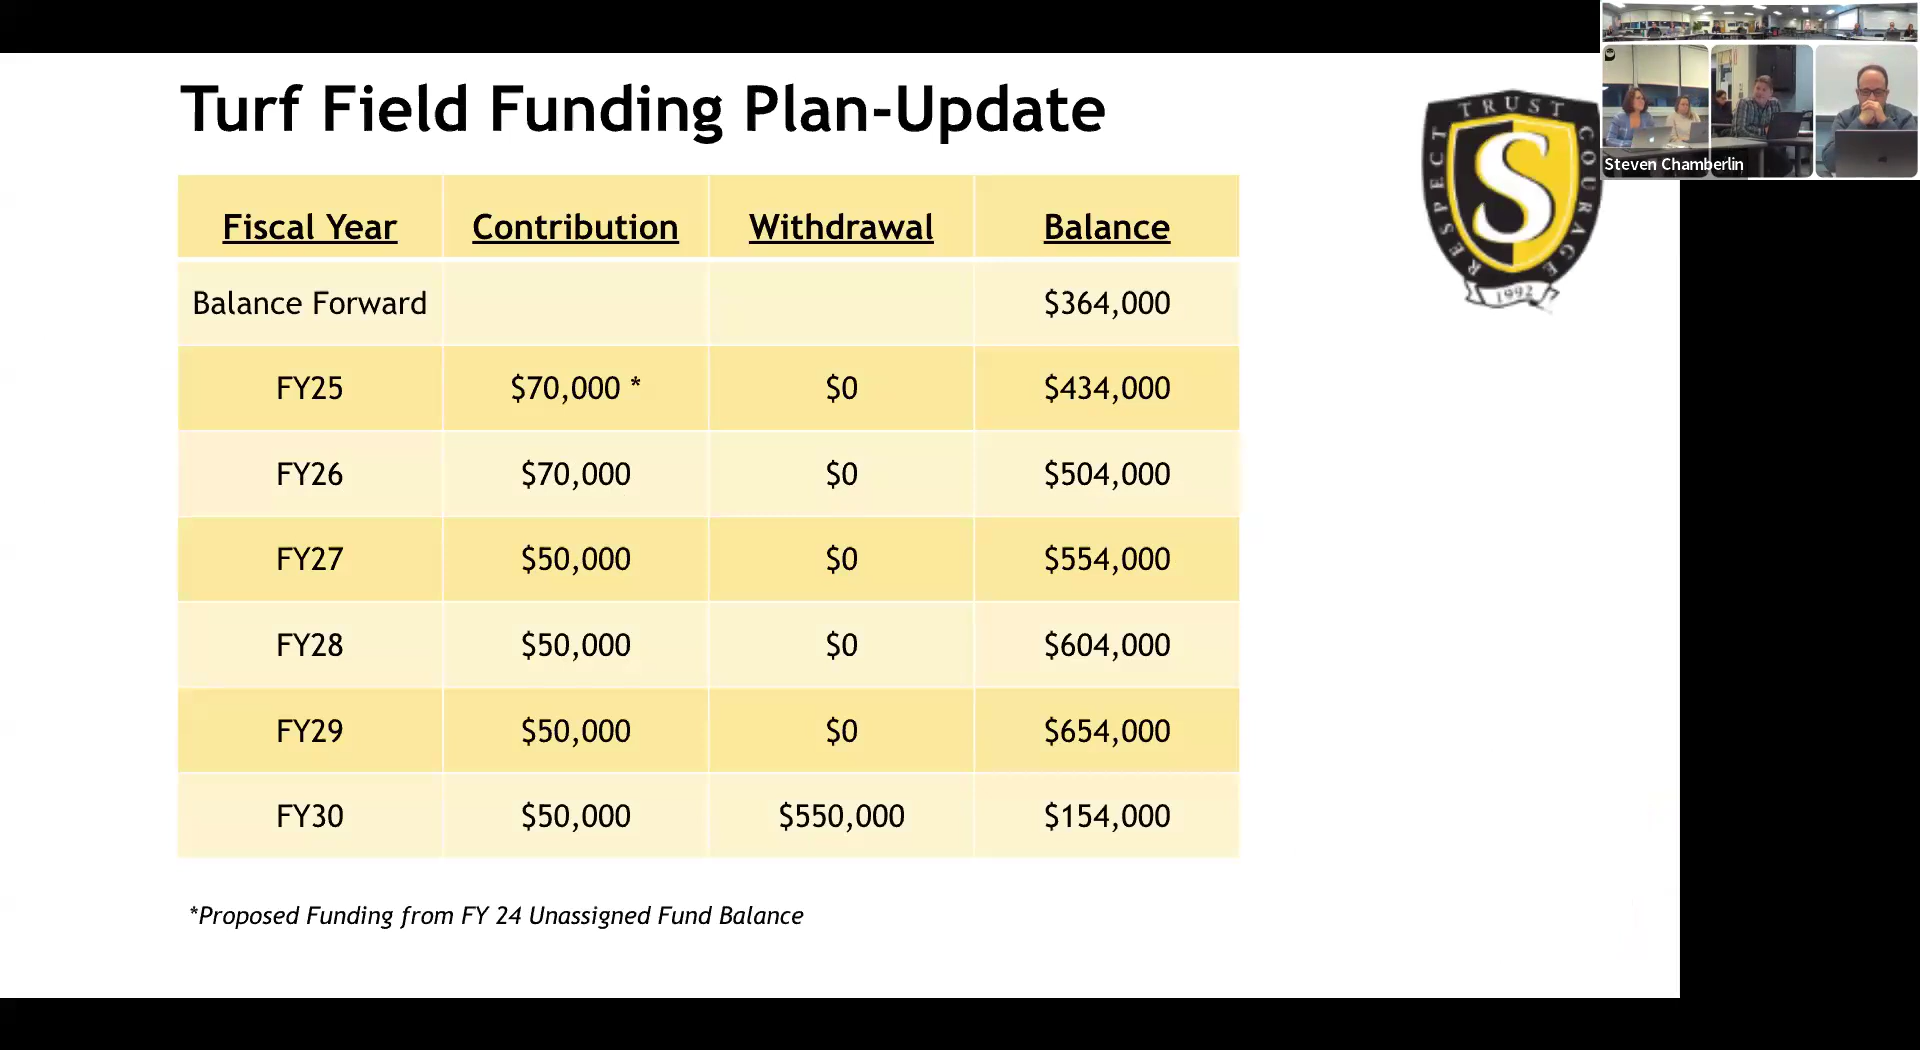 Turf Field Funding Plan-Update
Fiscal Year Contribution Withdrawal Balance
Balance Forward $364,000
FY25 $70,000 * $0 $434,000
FY26 $70,000 $0 $504,000
FY27 $50,000 $0 $554,000
FY28 $50,000 $0 $604,000
FY29 $50,000 $0 $654,000
FY30 $50,000 $550,000 $154,000
*Proposed Funding from FY 24 Unassigned Fund Balance
RESPECT TRUST COURAGE
S
1992
Steven Chamberlin